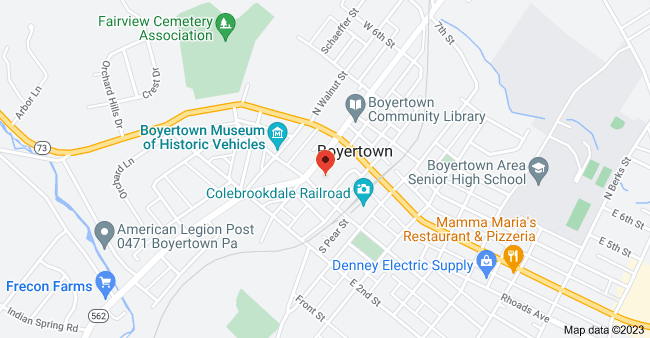 Fairview Cemetery
Association
Schaeffer St
W 6th St
7th St
Arbor Ln
Orchard Hills Dr
Crest Dr
N Walnut St
Boyertown
Community Library
73
Boyertown Museum
of Historic Vehicles
Boyertown
Orchard Ln
Colebrookdale Railroad
Boyertown Area
Senior High School
N Berks St
American Legion Post
0471 Boyertown Pa
S Pear St
Mamma Maria's
Restaurant & Pizzeria
E 6th St
E 5th St
Denney Electric Supply
Frecon Farms
E 2nd St
Front St
Rhoads Ave
562
Indian Spring Rd
Map data ©2023